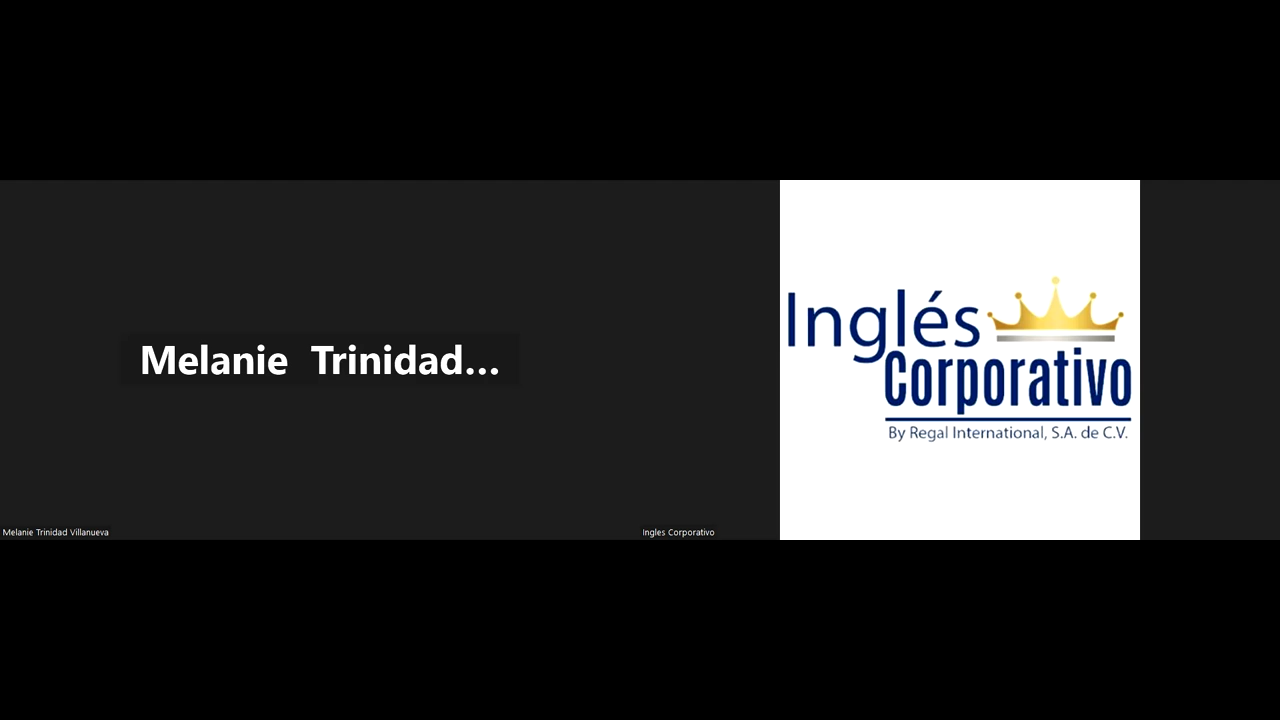 Melanie Trinidad...
Melanie Trinidad Villanueva
Inglés
Corporativo
By Regal International, S.A. de C.V.
Ingles Corporativo